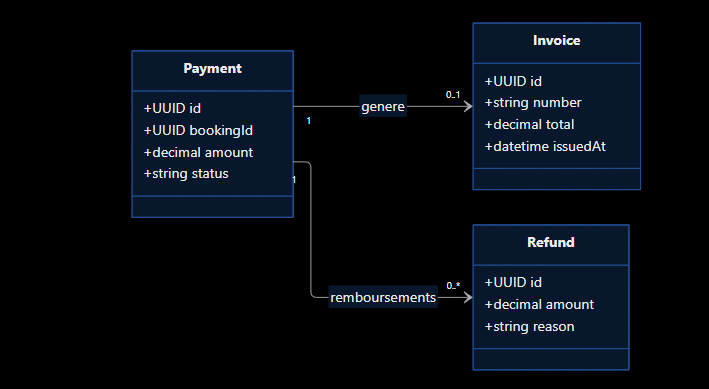 Payment
+UUID id
+UUID bookingId
+decimal amount
+string status
1
genere
0..1
Invoice
+UUID id
+string number
+decimal total
+datetime issuedAt
1
remboursements
0..*
Refund
+UUID id
+decimal amount
+string reason